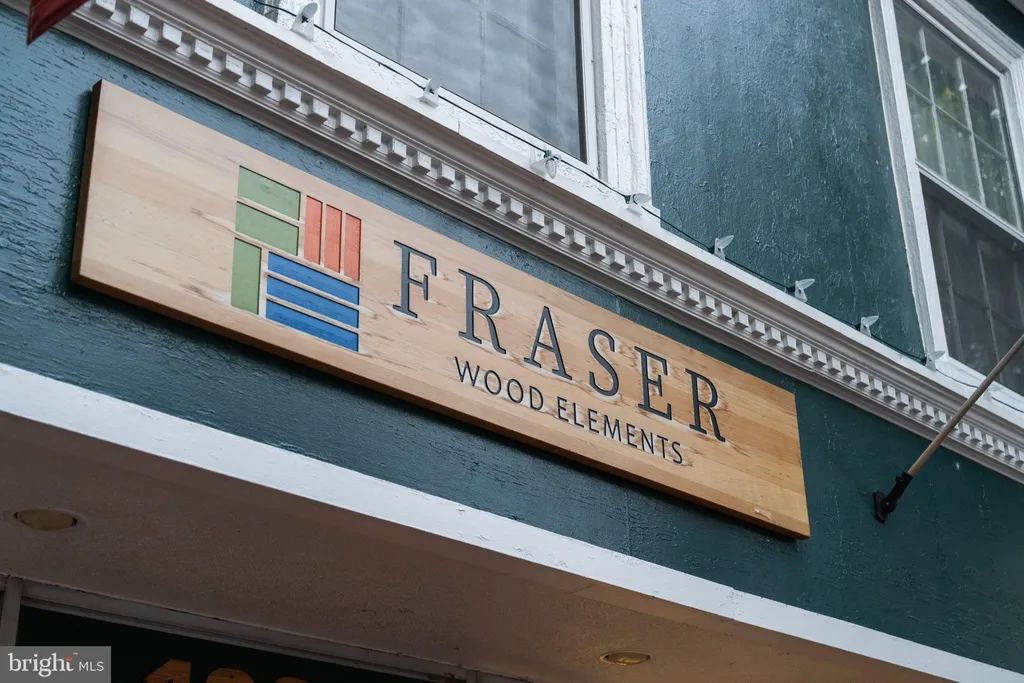 FRASER
WOOD ELEMENTS
bright MLS